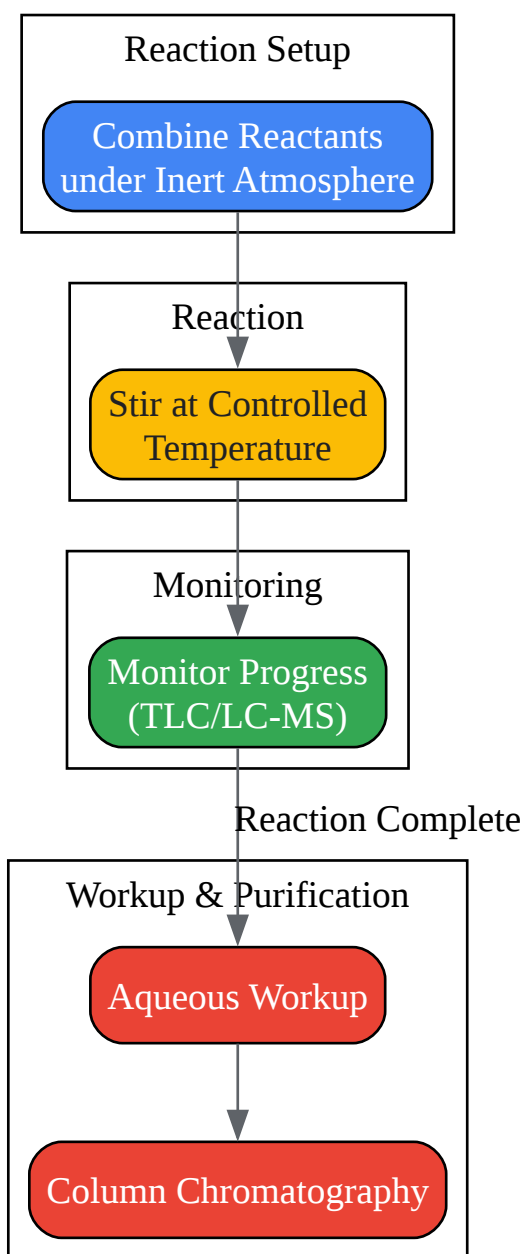 Reaction Setup
Combine Reactants
under Inert Atmosphere
Reaction
Stir at Controlled
Temperature
Monitoring
Monitor Progress
(TLC/LC-MS)
Reaction Complete
Workup & Purification
Aqueous Workup
Column Chromatography